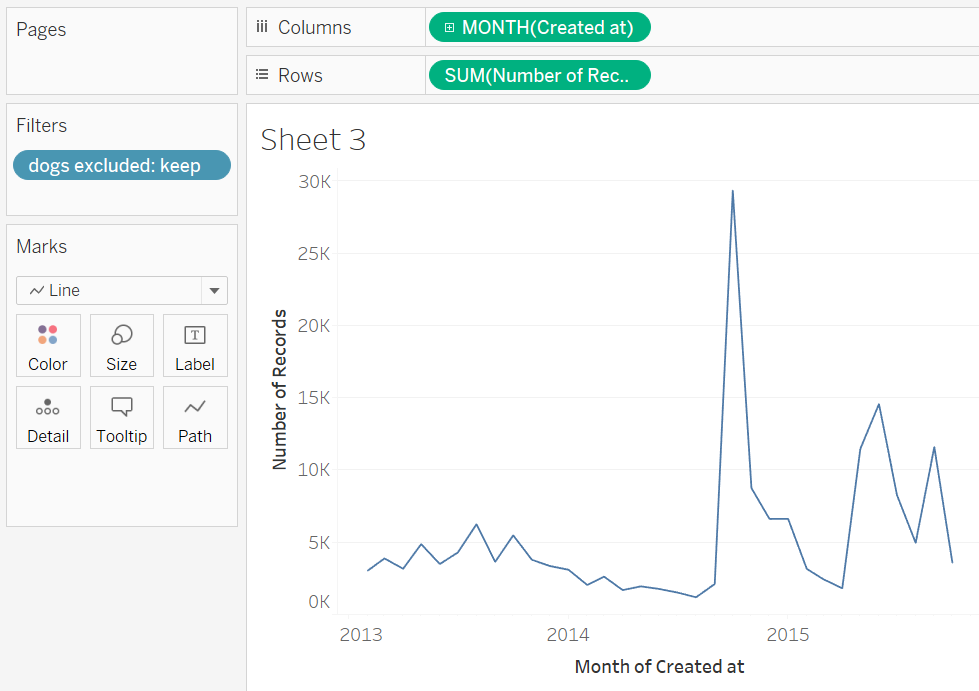 Pages
Columns
MONTH(Created at)
Rows
SUM(Number of Rec..
Filters
dogs excluded: keep
Marks
Line
Color
Size
T
Label
Detail
Tooltip
Path
Sheet 3
30K
25K
20K
15K
10K
5K
0K
Number of Records
2013
2014
2015
Month of Created at